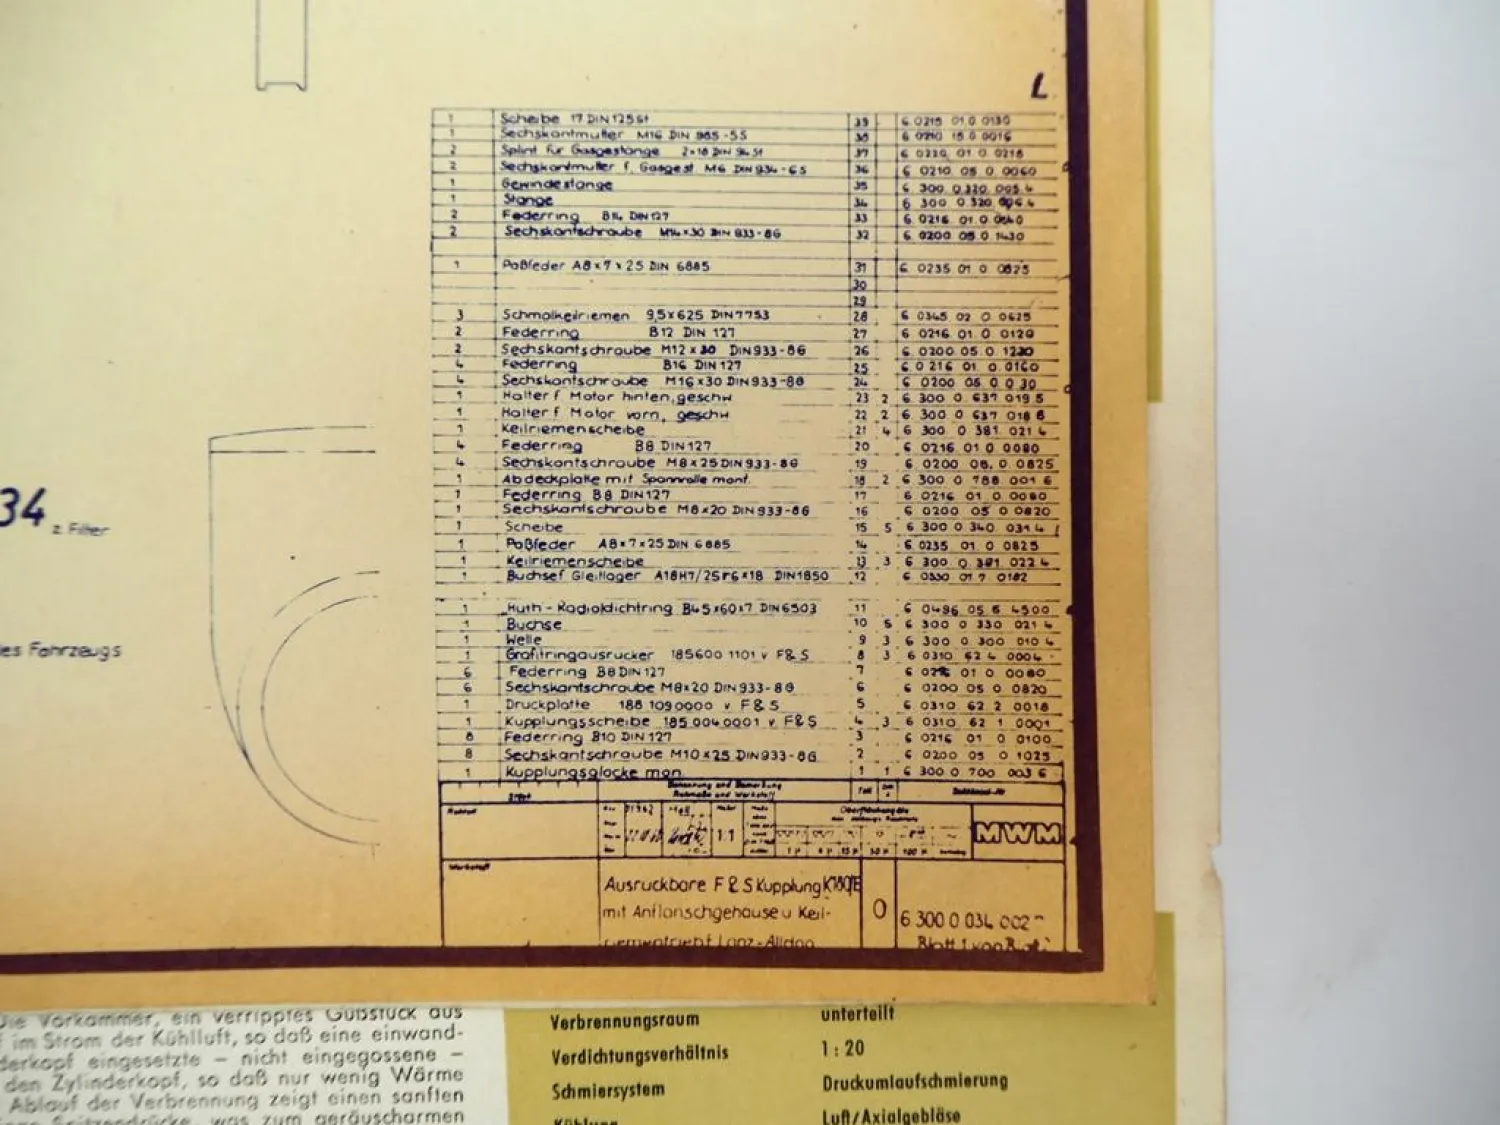 L
1 Scheibe 17 DIN 125 St 39 6 0215 01 0 0130
1 Sechskantmutter M16 DIN 985-5S 38 6 0210 15 0 0016
2 Splint für Gasgestänge 2×18 DIN 94 St 37 6 0220 01 0 0218
2 Sechskantmutter f. Gasgest M6 DIN 934-6S 36 6 0210 05 0 0060
1 Gewindestange 35 6 300 0 320 005 4
1 Stange 34 6 300 0 320 4
2 Federring B14 DIN 127 33 6 0216 01 0
2 Sechskantschraube M14×30 DIN 933-8G 32 6 0200 05 0 1430
1 Paßfeder A8×7×25 DIN 6885 31 6 0235 01 0 0825
30
29
3 Schmalkeilriemen 9,5×625 DIN 7753 28 6 0345 02 0 0625
2 Federring B12 DIN 127 27 6 0216 01 0 0120
2 Sechskantschraube M12×30 DIN 933-8G 26 6 0200 05 0 1230
4 Federring B16 DIN 127 25 6 0216 01 0 0160
4 Sechskantschraube M16×30 DIN 933-8G 24 6 0200 05 0
1 Halter f Motor hinten, geschw 23 2 6 300 0 637 019 5
1 Halter f Motor vorn, geschw 22 2 6 300 0 637 018 6
1 Keilriemenscheibe 21 4 6 300 0 381 021 4
4 Federring B8 DIN 127 20 6 0216 01 0 0080
4 Sechskantschraube M8×25 DIN 933-8G 19 6 0200 05 0 0825
1 Abdeckplatte mit Spannrolle mont. 18 2 6 300 0 788 001 6
1 Federring B8 DIN 127 17 6 0216 01 0 0080
1 Sechskantschraube M8×20 DIN 933-8G 16 6 0200 05 0 0820
1 Scheibe 15 5 6 300 0 340 031 4
1 Paßfeder A8×7×25 DIN 6885 14 6 0235 01 0 0825
1 Keilriemenscheibe 13 3 6 300 0 381 022 4
1 Buchse f Gleitlager A18H7/25r6×18 DIN 1850 12 6 0330 01 7 0182
1 Huth-Radialdichtring B45×60×7 DIN 6503 11 6 0496 05 6 4500
1 Buchse 10 5 6 300 0 330 021 4
1 Welle 9 3 6 300 0 300 010 4
1 Grafitringausrücker 185600 1101 v F&S 8 3 6 0310 62 4 0004
6 Federring B8 DIN 127 7 6 0216 01 0 0080
6 Sechskantschraube M8×20 DIN 933-8G 6 6 0200 05 0 0820
1 Druckplatte 188 1090000 v F&S 5 6 0310 62 2 0018
1 Kupplungsscheibe 185 0040001 v F&S 4 3 6 0310 62 1 0001
8 Federring B10 DIN 127 3 6 0216 01 0 0100
8 Sechskantschraube M10×25 DIN 933-8G 2 6 0200 05 0 1025
1 Kupplungsglocke mon. 1 1 6 300 0 700 003 6
Benennung und Bemerkung
Rohmaße und Werkstoff
Stück Teil
1:1
MWM
Werkstoff
Ausrückbare F & S Kupplung
mit Anflanschgehäuse u Keil-
riementrieb f Lanz-Alldog
0
6 300 0 034 002
Blatt 1 von
34 z. Filter
des Fahrzeugs
Die Vorkammer, ein verripptes Gußstück aus
im Strom der Kühlluft, so daß eine einwand-
derkopf eingesetzte – nicht eingegossene –
den Zylinderkopf, so daß nur wenig Wärme
Ablauf der Verbrennung zeigt einen sanften
Spitzendrücke, was zum geräuscharmen
Verbrennungsraum unterteilt
Verdichtungsverhältnis 1 : 20
Schmiersystem Druckumlaufschmierung
Kühlung Luft/Axialgebläse